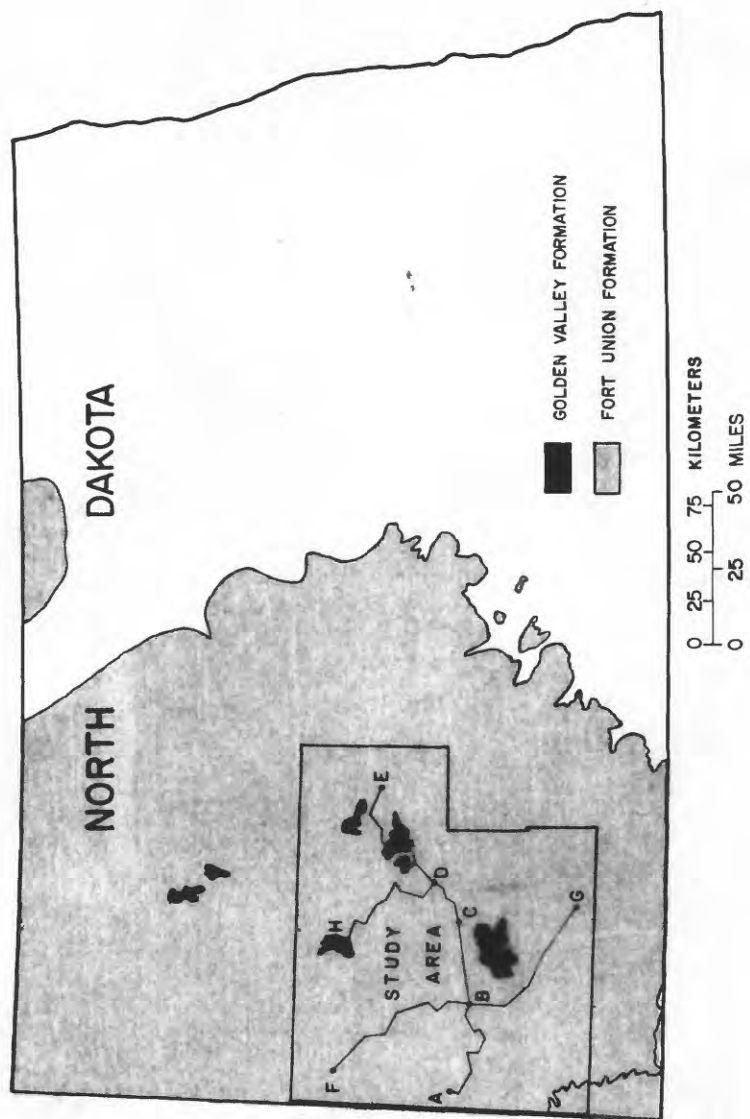 NORTH DAKOTA
F
H
E
STUDY
AREA
D
A
B
C
G
GOLDEN VALLEY FORMATION
FORT UNION FORMATION
0 25 50 75 KILOMETERS
0 25 50 MILES